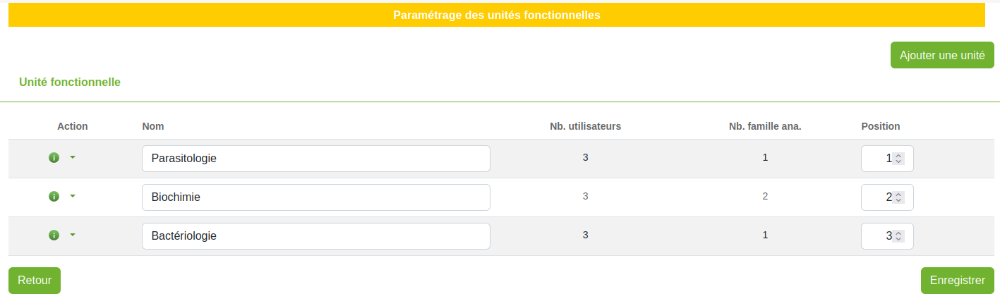 Paramétrage des unités fonctionnelles
Ajouter une unité
Unité fonctionnelle
Action Nom Nb. utilisateurs Nb. famille ana. Position
Parasitologie 3 1 1
Biochimie 3 2 2
Bactériologie 3 1 3
Retour Enregistrer